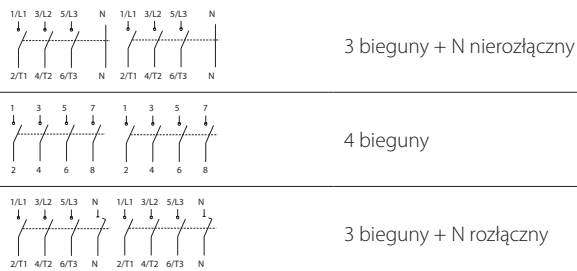 1/L1 3/L2 5/L3 N 1/L1 3/L2 5/L3 N
3 bieguny + N nierozłączny
2/T1 4/T2 6/T3 N 2/T1 4/T2 6/T3 N
1 3 5 7 1 3 5 7
4 bieguny
2 4 6 8 2 4 6 8
1/L1 3/L2 5/L3 N 1/L1 3/L2 5/L3 N
3 bieguny + N rozłączny
2/T1 4/T2 6/T3 N 2/T1 4/T2 6/T3 N